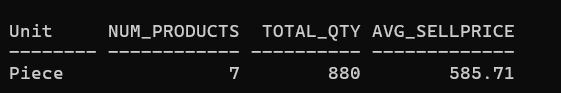 Unit     NUM_PRODUCTS  TOTAL_QTY AVG_SELLPRICE
-------- ------------ ---------- -------------
Piece               7        880        585.71